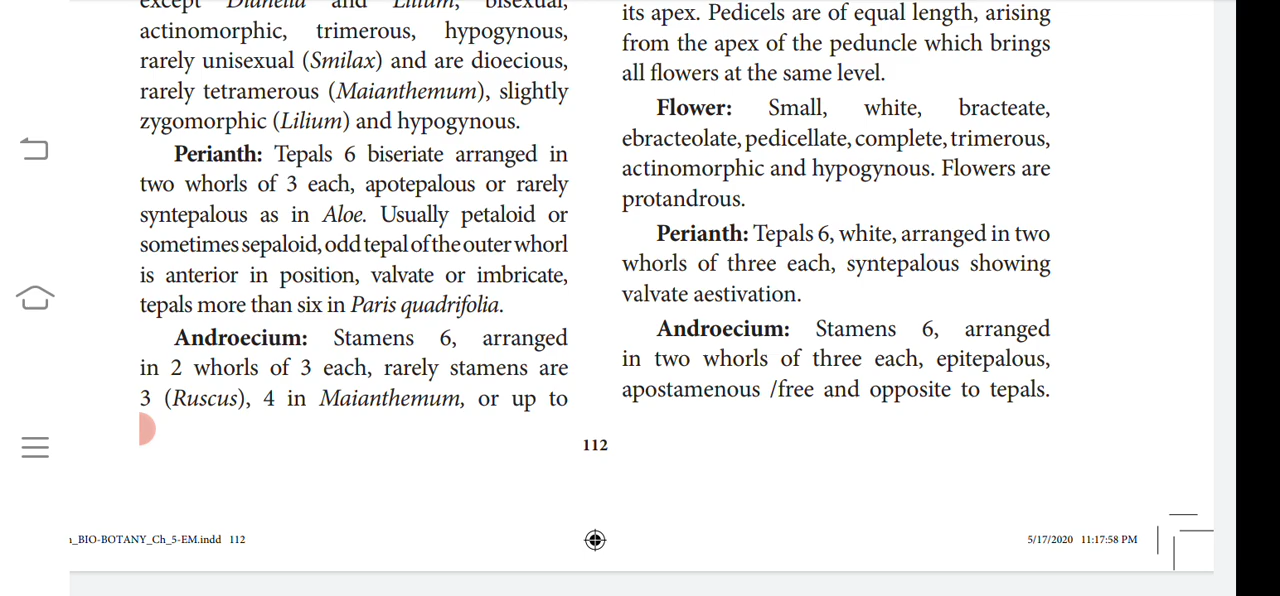 except Dianella and Lilium, bisexual,
actinomorphic, trimerous, hypogynous,
rarely unisexual (Smilax) and are dioecious,
rarely tetramerous (Maianthemum), slightly
zygomorphic (Lilium) and hypogynous.
Perianth: Tepals 6 biseriate arranged in
two whorls of 3 each, apotepalous or rarely
syntepalous as in Aloe. Usually petaloid or
sometimes sepaloid, odd tepal of the outer whorl
is anterior in position, valvate or imbricate,
tepals more than six in Paris quadrifolia.
Androecium: Stamens 6, arranged
in 2 whorls of 3 each, rarely stamens are
3 (Ruscus), 4 in Maianthemum, or up to
its apex. Pedicels are of equal length, arising
from the apex of the peduncle which brings
all flowers at the same level.
Flower: Small, white, bracteate,
ebracteolate, pedicellate, complete, trimerous,
actinomorphic and hypogynous. Flowers are
protandrous.
Perianth: Tepals 6, white, arranged in two
whorls of three each, syntepalous showing
valvate aestivation.
Androecium: Stamens 6, arranged
in two whorls of three each, epitepalous,
apostamenous /free and opposite to tepals.
112
_BIO-BOTANY_Ch_5-EM.indd 112
5/17/2020 11:17:58 PM